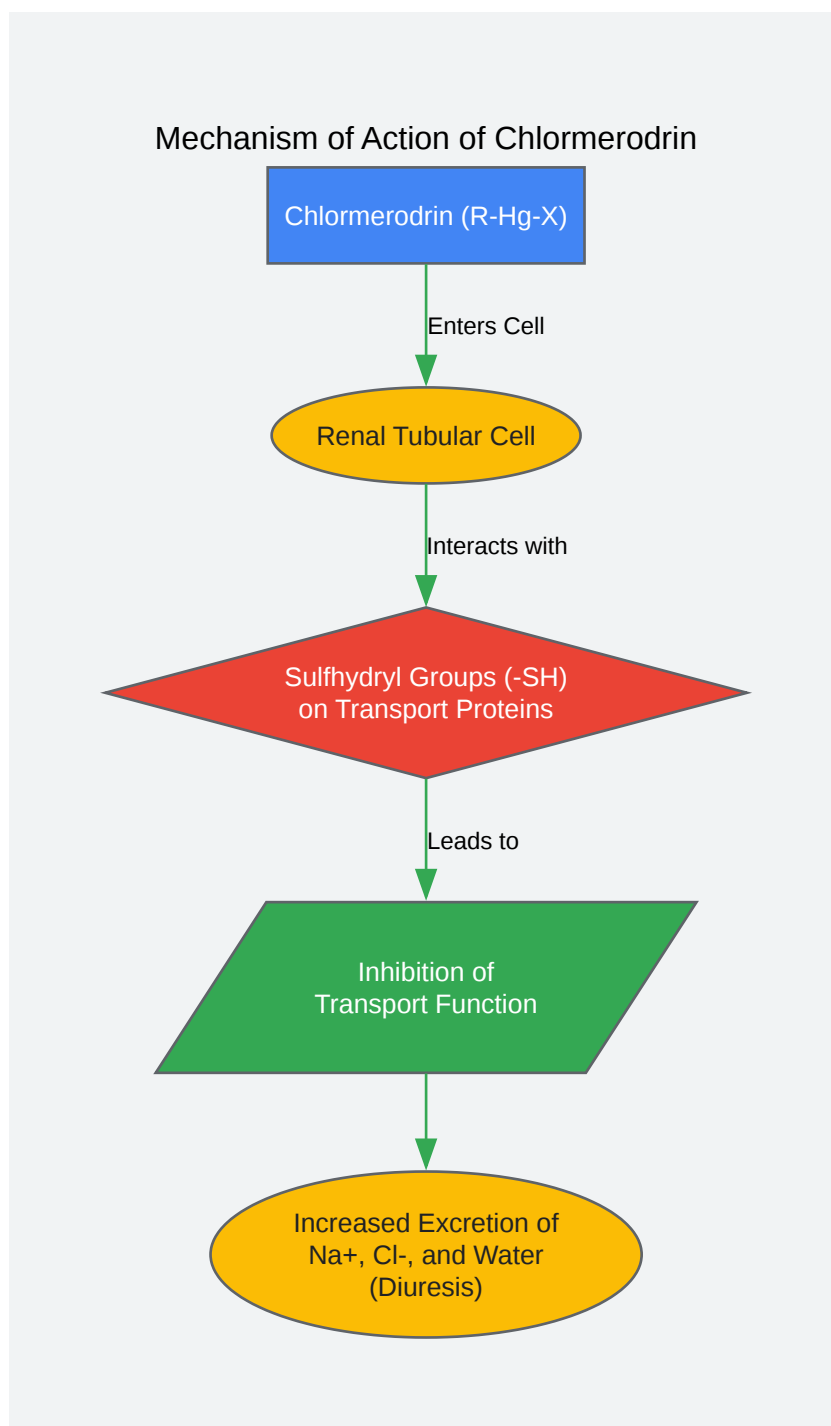 Mechanism of Action of Chlormerodrin
Chlormerodrin (R-Hg-X)
Enters Cell
Renal Tubular Cell
Interacts with
Sulfhydryl Groups (-SH)
on Transport Proteins
Leads to
Inhibition of
Transport Function
Increased Excretion of
Na+, Cl-, and Water
(Diuresis)